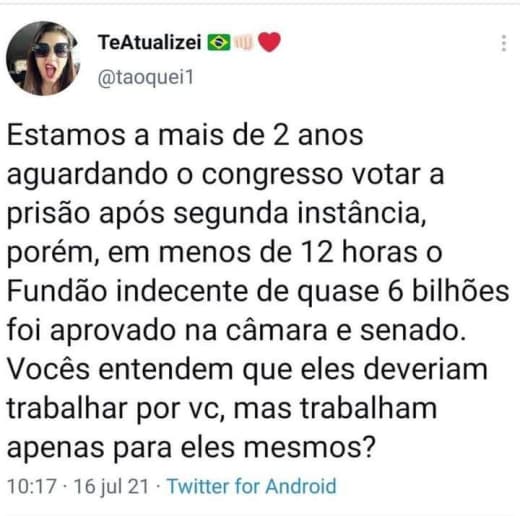 TeAtualizei 🇧🇷👊🏻❤️
@taoquei1
Estamos a mais de 2 anos
aguardando o congresso votar a
prisão após segunda instância,
porém, em menos de 12 horas o
Fundão indecente de quase 6 bilhões
foi aprovado na câmara e senado.
Vocês entendem que eles deveriam
trabalhar por vc, mas trabalham
apenas para eles mesmos?
10:17 · 16 jul 21 · Twitter for Android